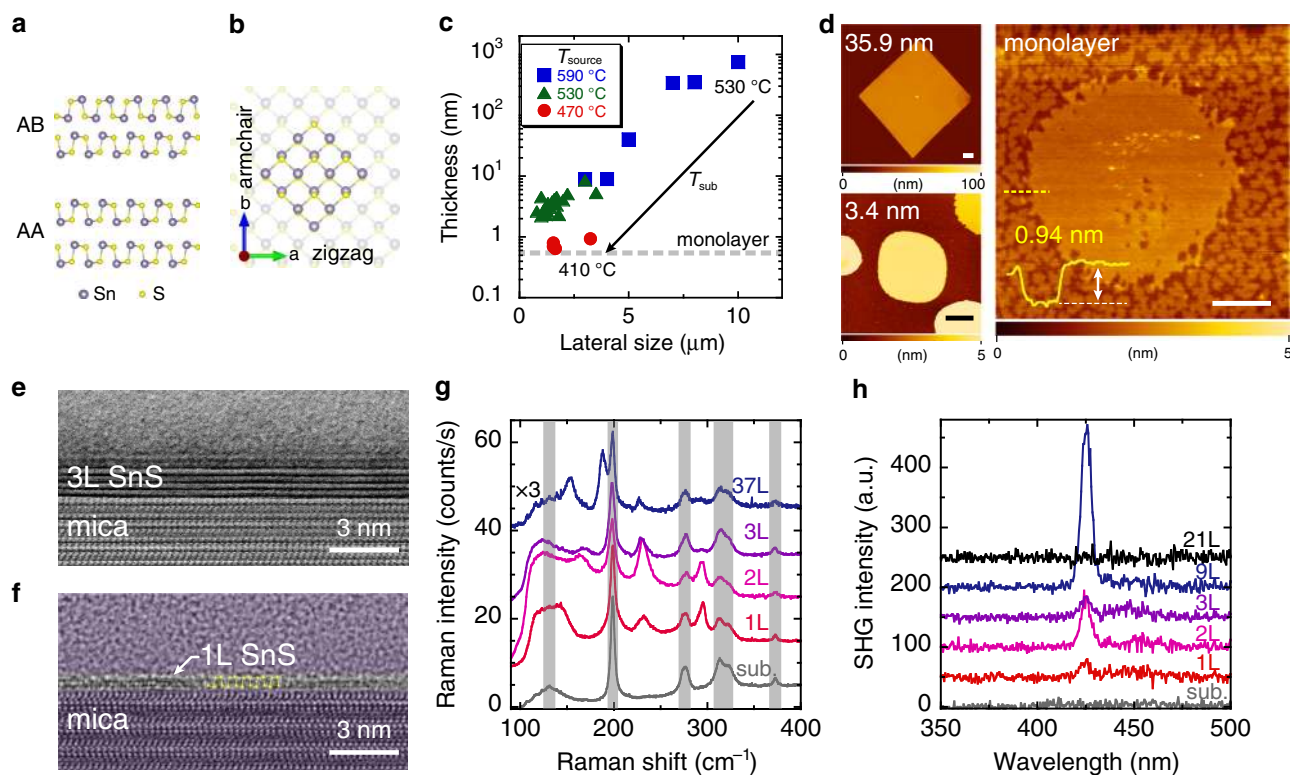 a
AB
AA
Sn
S
b
armchair
b
a
zigzag
c
Thickness (nm)
10³
10²
10¹
1
0.1
T_source
590 °C
530 °C
470 °C
530 °C
T_sub
monolayer
410 °C
0
5
10
Lateral size (μm)
d
35.9 nm
0
(nm)
100
3.4 nm
0
(nm)
5
monolayer
0.94 nm
0
(nm)
5
e
3L SnS
mica
3 nm
f
1L SnS
mica
3 nm
g
Raman intensity (counts/s)
60
40
20
0
×3
37L
3L
2L
1L
sub.
100
200
300
400
Raman shift (cm⁻¹)
h
SHG intensity (a.u.)
400
300
200
100
0
21L
9L
3L
2L
1L
sub.
350
400
450
500
Wavelength (nm)